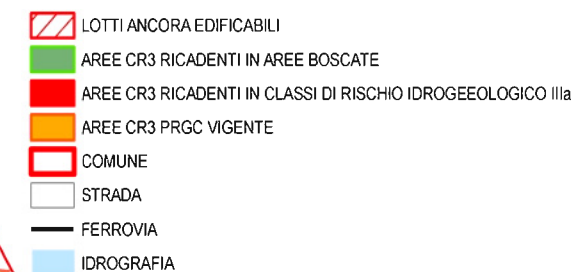 LOTTI ANCORA EDIFICABILI
AREE CR3 RICADENTI IN AREE BOSCATE
AREE CR3 RICADENTI IN CLASSI DI RISCHIO IDROGEEOLOGICO IIIa
AREE CR3 PRGC VIGENTE
COMUNE
STRADA
FERROVIA
IDROGRAFIA